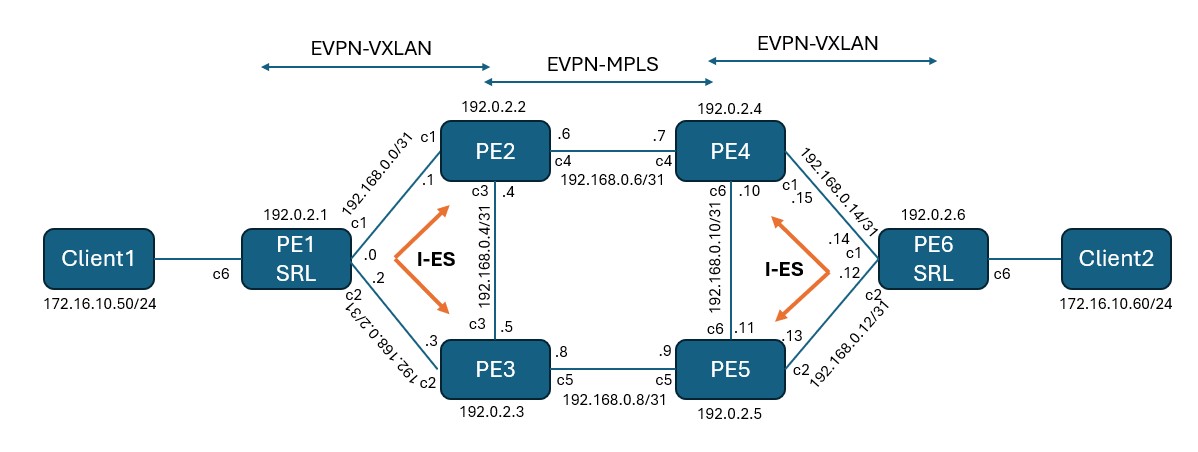 EVPN-VXLAN
EVPN-VXLAN
EVPN-MPLS
192.0.2.2
192.0.2.4
c1
PE2
.6
.7
PE4
192.168.0.0/31
c4
c4
192.168.0.14/31
.1
192.168.0.6/31
c3
.4
c6
.10
c1
.15
192.0.2.1
192.0.2.6
c1
Client1
PE1
SRL
.0
I-ES
192.168.0.4/31
192.168.0.10/31
I-ES
.14
c1
PE6
SRL
Client2
c6
.2
.12
c6
172.16.10.50/24
c2
c2
172.16.10.60/24
192.168.0.2/31
c3
.5
c6
.11
192.168.0.12/31
.3
.13
c2
PE3
.8
.9
PE5
c2
c5
c5
192.168.0.8/31
192.0.2.3
192.0.2.5